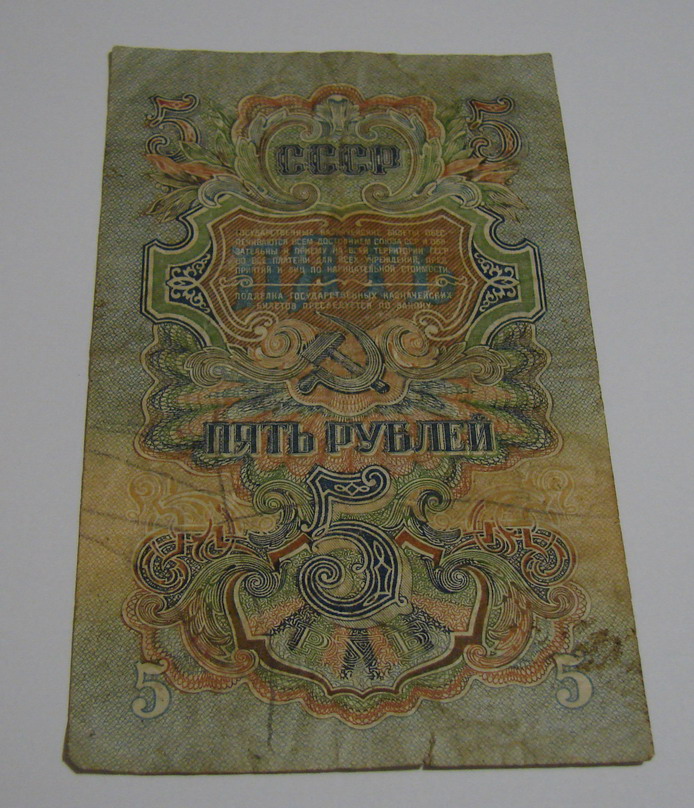 5 5
СССР
ГОСУДАРСТВЕННЫЕ КАЗНАЧЕЙСКИЕ БИЛЕТЫ ОБЕС-
ПЕЧИВАЮТСЯ ВСЕМ ДОСТОЯНИЕМ СОЮЗА ССР И ОБЯ-
ЗАТЕЛЬНЫ К ПРИЕМУ НА ВСЕЙ ТЕРРИТОРИИ СССР
ВО ВСЕ ПЛАТЕЖИ ДЛЯ ВСЕХ УЧРЕЖДЕНИЙ, ПРЕД-
ПРИЯТИЙ И ЛИЦ ПО НАРИЦАТЕЛЬНОЙ СТОИМОСТИ.
ПОДДЕЛКА ГОСУДАРСТВЕННЫХ КАЗНАЧЕЙСКИХ
БИЛЕТОВ ПРЕСЛЕДУЕТСЯ ПО ЗАКОНУ.
ПЯТЬ
ПЯТЬ РУБЛЕЙ
5
5 5